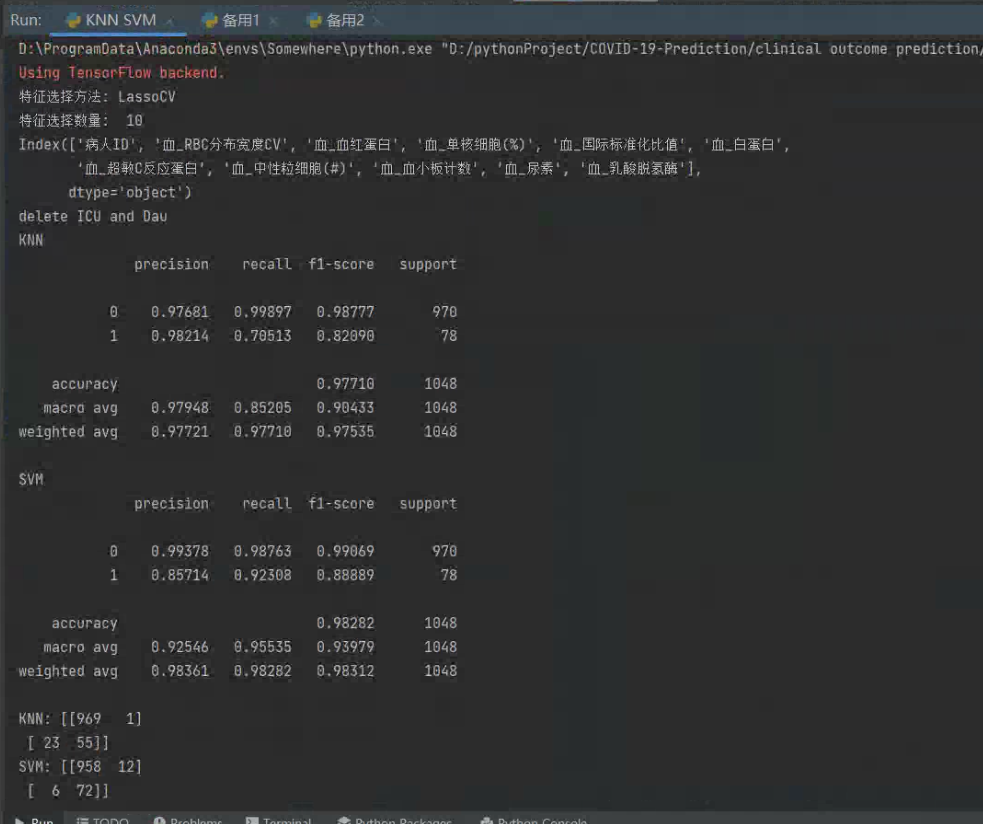 Run: KNN SVM × 备用1 × 备用2 ×
D:\ProgramData\Anaconda3\envs\Somewhere\python.exe "D:/pythonProject/COVID-19-Prediction/clinical outcome prediction/
Using TensorFlow backend.
特征选择方法: LassoCV
特征选择数量: 10
Index(['病人ID', '血_RBC分布宽度CV', '血_血红蛋白', '血_单核细胞(%)', '血_国际标准化比值', '血_白蛋白',
'血_超敏C反应蛋白', '血_中性粒细胞(#)', '血_血小板计数', '血_尿素', '血_乳酸脱氢酶'],
dtype='object')
delete ICU and Dau
KNN
precision recall f1-score support
0 0.97681 0.99897 0.98777 970
1 0.98214 0.70513 0.82090 78
accuracy 0.97710 1048
macro avg 0.97948 0.85205 0.90433 1048
weighted avg 0.97721 0.97710 0.97535 1048
SVM
precision recall f1-score support
0 0.99378 0.98763 0.99069 970
1 0.85714 0.92308 0.88889 78
accuracy 0.98282 1048
macro avg 0.92546 0.95535 0.93979 1048
weighted avg 0.98361 0.98282 0.98312 1048
KNN: [[969 1]
[ 23 55]]
SVM: [[958 12]
[ 6 72]]
Run TODO Problems Terminal Python Packages Python Console